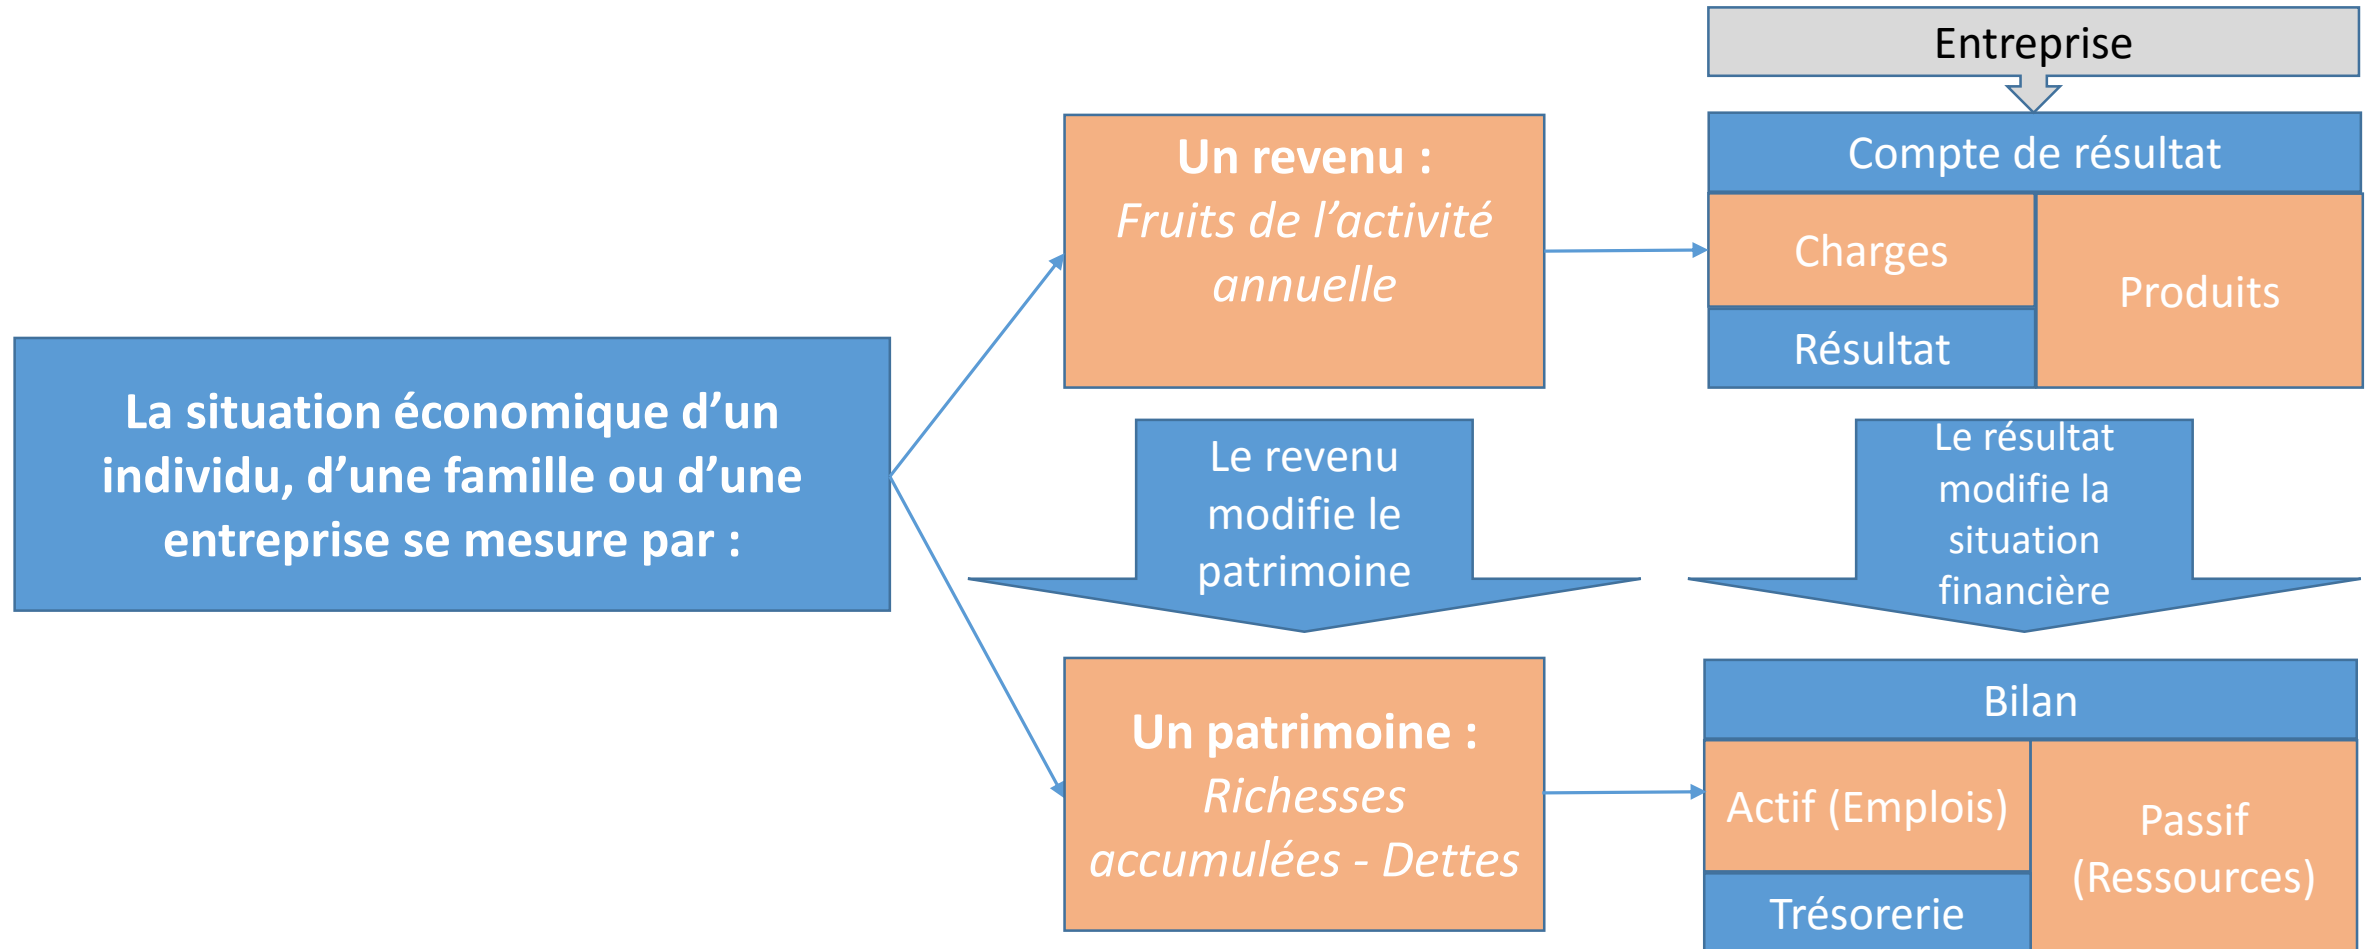 Entreprise
La situation économique d’un
individu, d’une famille ou d’une
entreprise se mesure par :
Un revenu :
Fruits de l’activité
annuelle
Compte de résultat
Charges
Produits
Résultat
Le revenu
modifie le
patrimoine
Le résultat
modifie la
situation
financière
Un patrimoine :
Richesses
accumulées - Dettes
Bilan
Actif (Emplois)
Passif
(Ressources)
Trésorerie